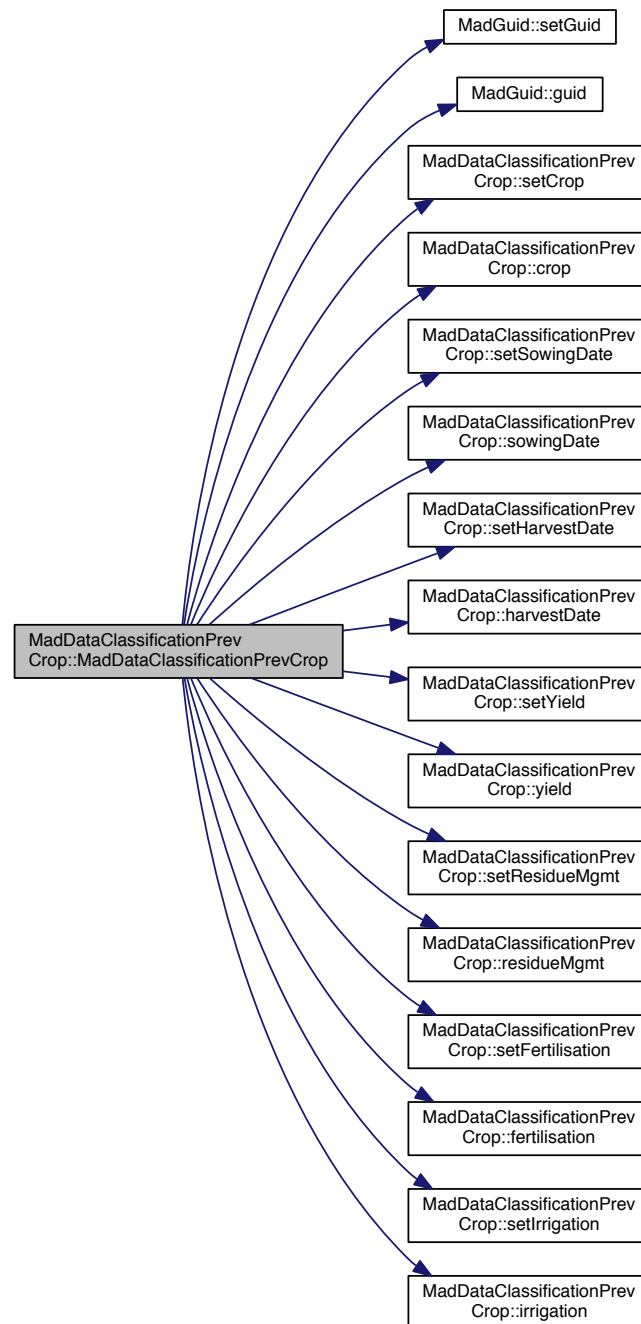 MadGuid::setGuid
MadGuid::guid
MadDataClassificationPrev
Crop::setCrop
MadDataClassificationPrev
Crop::crop
MadDataClassificationPrev
Crop::setSowingDate
MadDataClassificationPrev
Crop::sowingDate
MadDataClassificationPrev
Crop::setHarvestDate
MadDataClassificationPrev
Crop::harvestDate
MadDataClassificationPrev
Crop::MadDataClassificationPrevCrop
MadDataClassificationPrev
Crop::setYield
MadDataClassificationPrev
Crop::yield
MadDataClassificationPrev
Crop::setResidueMgmt
MadDataClassificationPrev
Crop::residueMgmt
MadDataClassificationPrev
Crop::setFertilisation
MadDataClassificationPrev
Crop::fertilisation
MadDataClassificationPrev
Crop::setIrrigation
MadDataClassificationPrev
Crop::irrigation